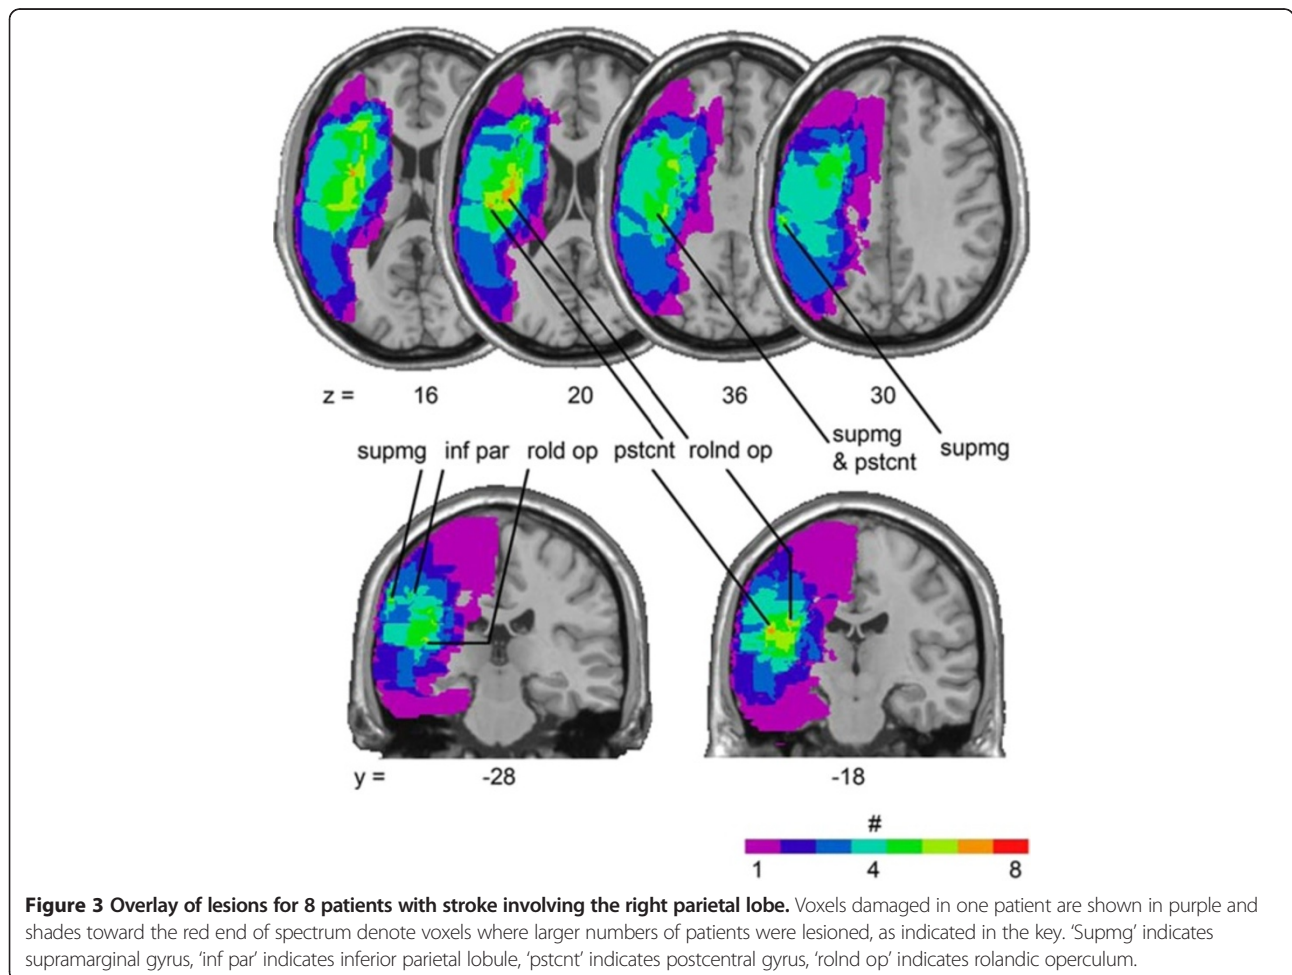 z = 16 20 36 30
supmg inf par rold op pstcnt rolnd op supmg & pstcnt supmg
y = -28 -18
#
1 4 8
Figure 3 Overlay of lesions for 8 patients with stroke involving the right parietal lobe. Voxels damaged in one patient are shown in purple and
shades toward the red end of spectrum denote voxels where larger numbers of patients were lesioned, as indicated in the key. ‘Supmg’ indicates
supramarginal gyrus, ‘inf par’ indicates inferior parietal lobule, ‘pstcnt’ indicates postcentral gyrus, ‘rolnd op’ indicates rolandic operculum.